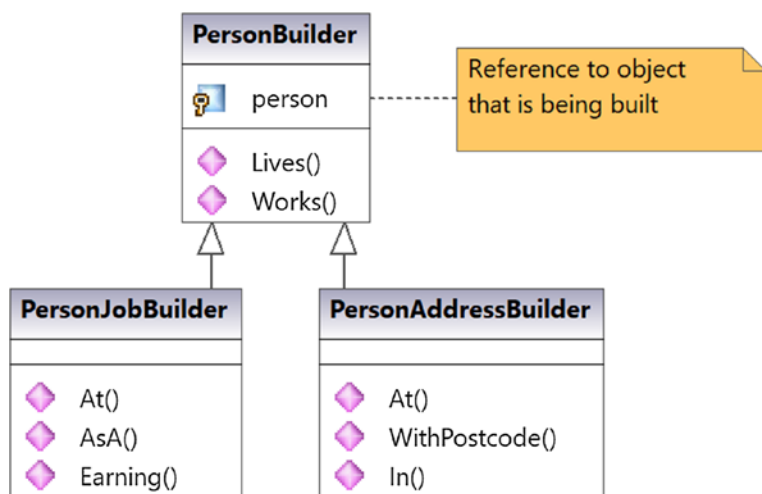 PersonBuilder
person
Lives()
Works()
Reference to object
that is being built
PersonJobBuilder
At()
AsA()
Earning()
PersonAddressBuilder
At()
WithPostcode()
In()